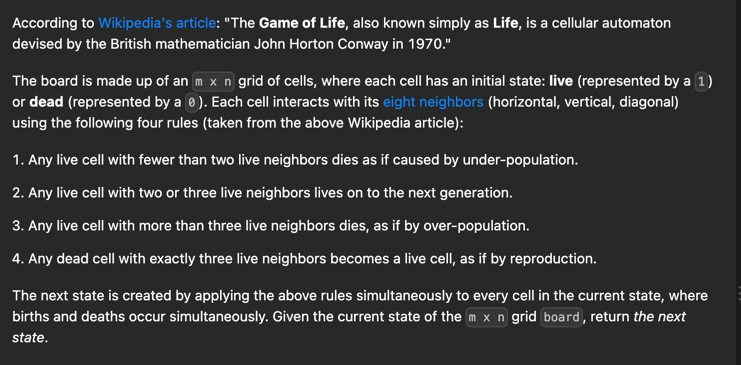 According to Wikipedia's article: "The Game of Life, also known simply as Life, is a cellular automaton
devised by the British mathematician John Horton Conway in 1970."
The board is made up of an m x n grid of cells, where each cell has an initial state: live (represented by a 1)
or dead (represented by a 0). Each cell interacts with its eight neighbors (horizontal, vertical, diagonal)
using the following four rules (taken from the above Wikipedia article):
1. Any live cell with fewer than two live neighbors dies as if caused by under-population.
2. Any live cell with two or three live neighbors lives on to the next generation.
3. Any live cell with more than three live neighbors dies, as if by over-population.
4. Any dead cell with exactly three live neighbors becomes a live cell, as if by reproduction.
The next state is created by applying the above rules simultaneously to every cell in the current state, where
births and deaths occur simultaneously. Given the current state of the m x n grid board, return the next
state.